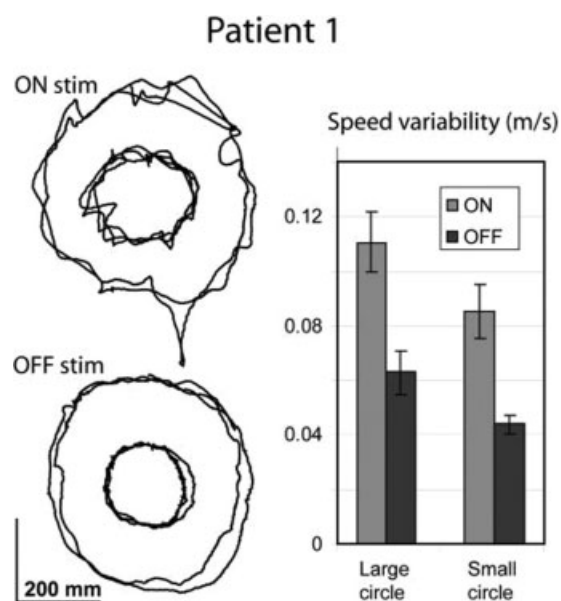 Patient 1
ON stim
OFF stim
200 mm
Speed variability (m/s)
ON
OFF
0.12
0.08
0.04
0
Large
circle
Small
circle